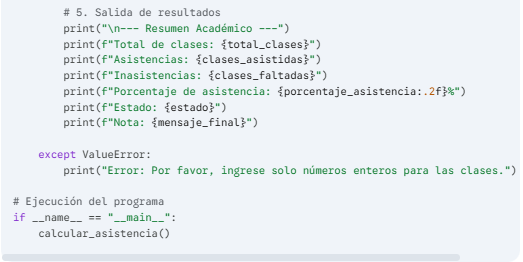 # 5. Salida de resultados
print("\n--- Resumen Académico ---")
print(f"Total de clases: {total_clases}")
print(f"Asistencias: {clases_asistidas}")
print(f"Inasistencias: {clases_faltadas}")
print(f"Porcentaje de asistencia: {porcentaje_asistencia:.2f}%")
print(f"Estado: {estado}")
print(f"Nota: {mensaje_final}")
except ValueError:
print("Error: Por favor, ingrese solo números enteros para las clases.")
# Ejecución del programa
if __name__ == "__main__":
calcular_asistencia()